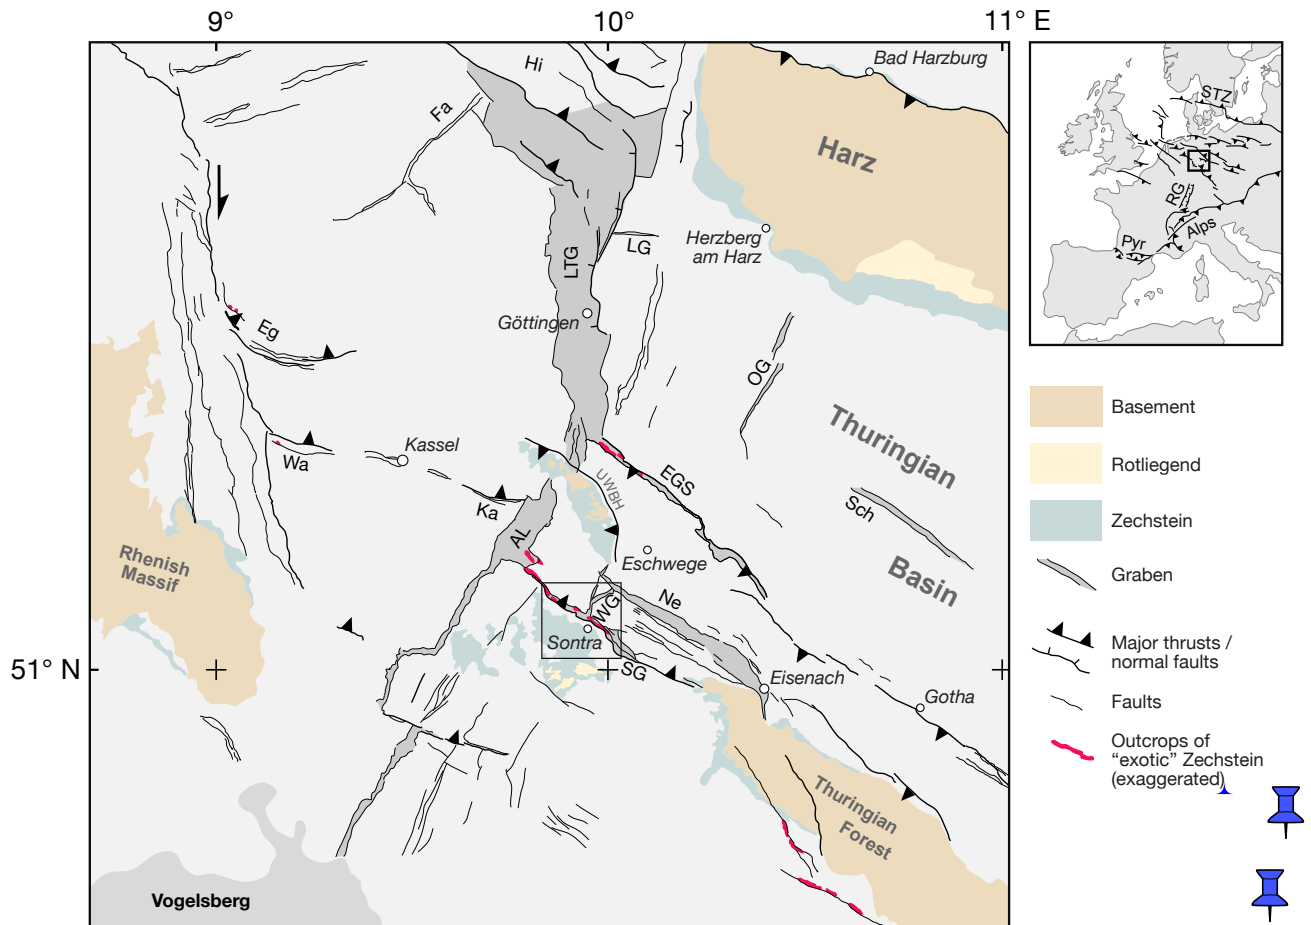 9°
10°
11° E
Hi
Bad Harzburg
Fa
Harz
STZ
RG
Alps
Pyr
Herzberg
am Harz
LG
LTG
Göttingen
Eg
OG
Basement
Thuringian
Basin
Kassel
Wa
Rotliegend
UWBH
EGS
Sch
Ka
Zechstein
AL
Rhenish
Massif
Eschwege
Graben
WG
Ne
Sontra
SG
Major thrusts /
normal faults
51° N
Eisenach
Gotha
Faults
Outcrops of
“exotic” Zechstein
(exaggerated)
Thuringian
Forest
Vogelsberg